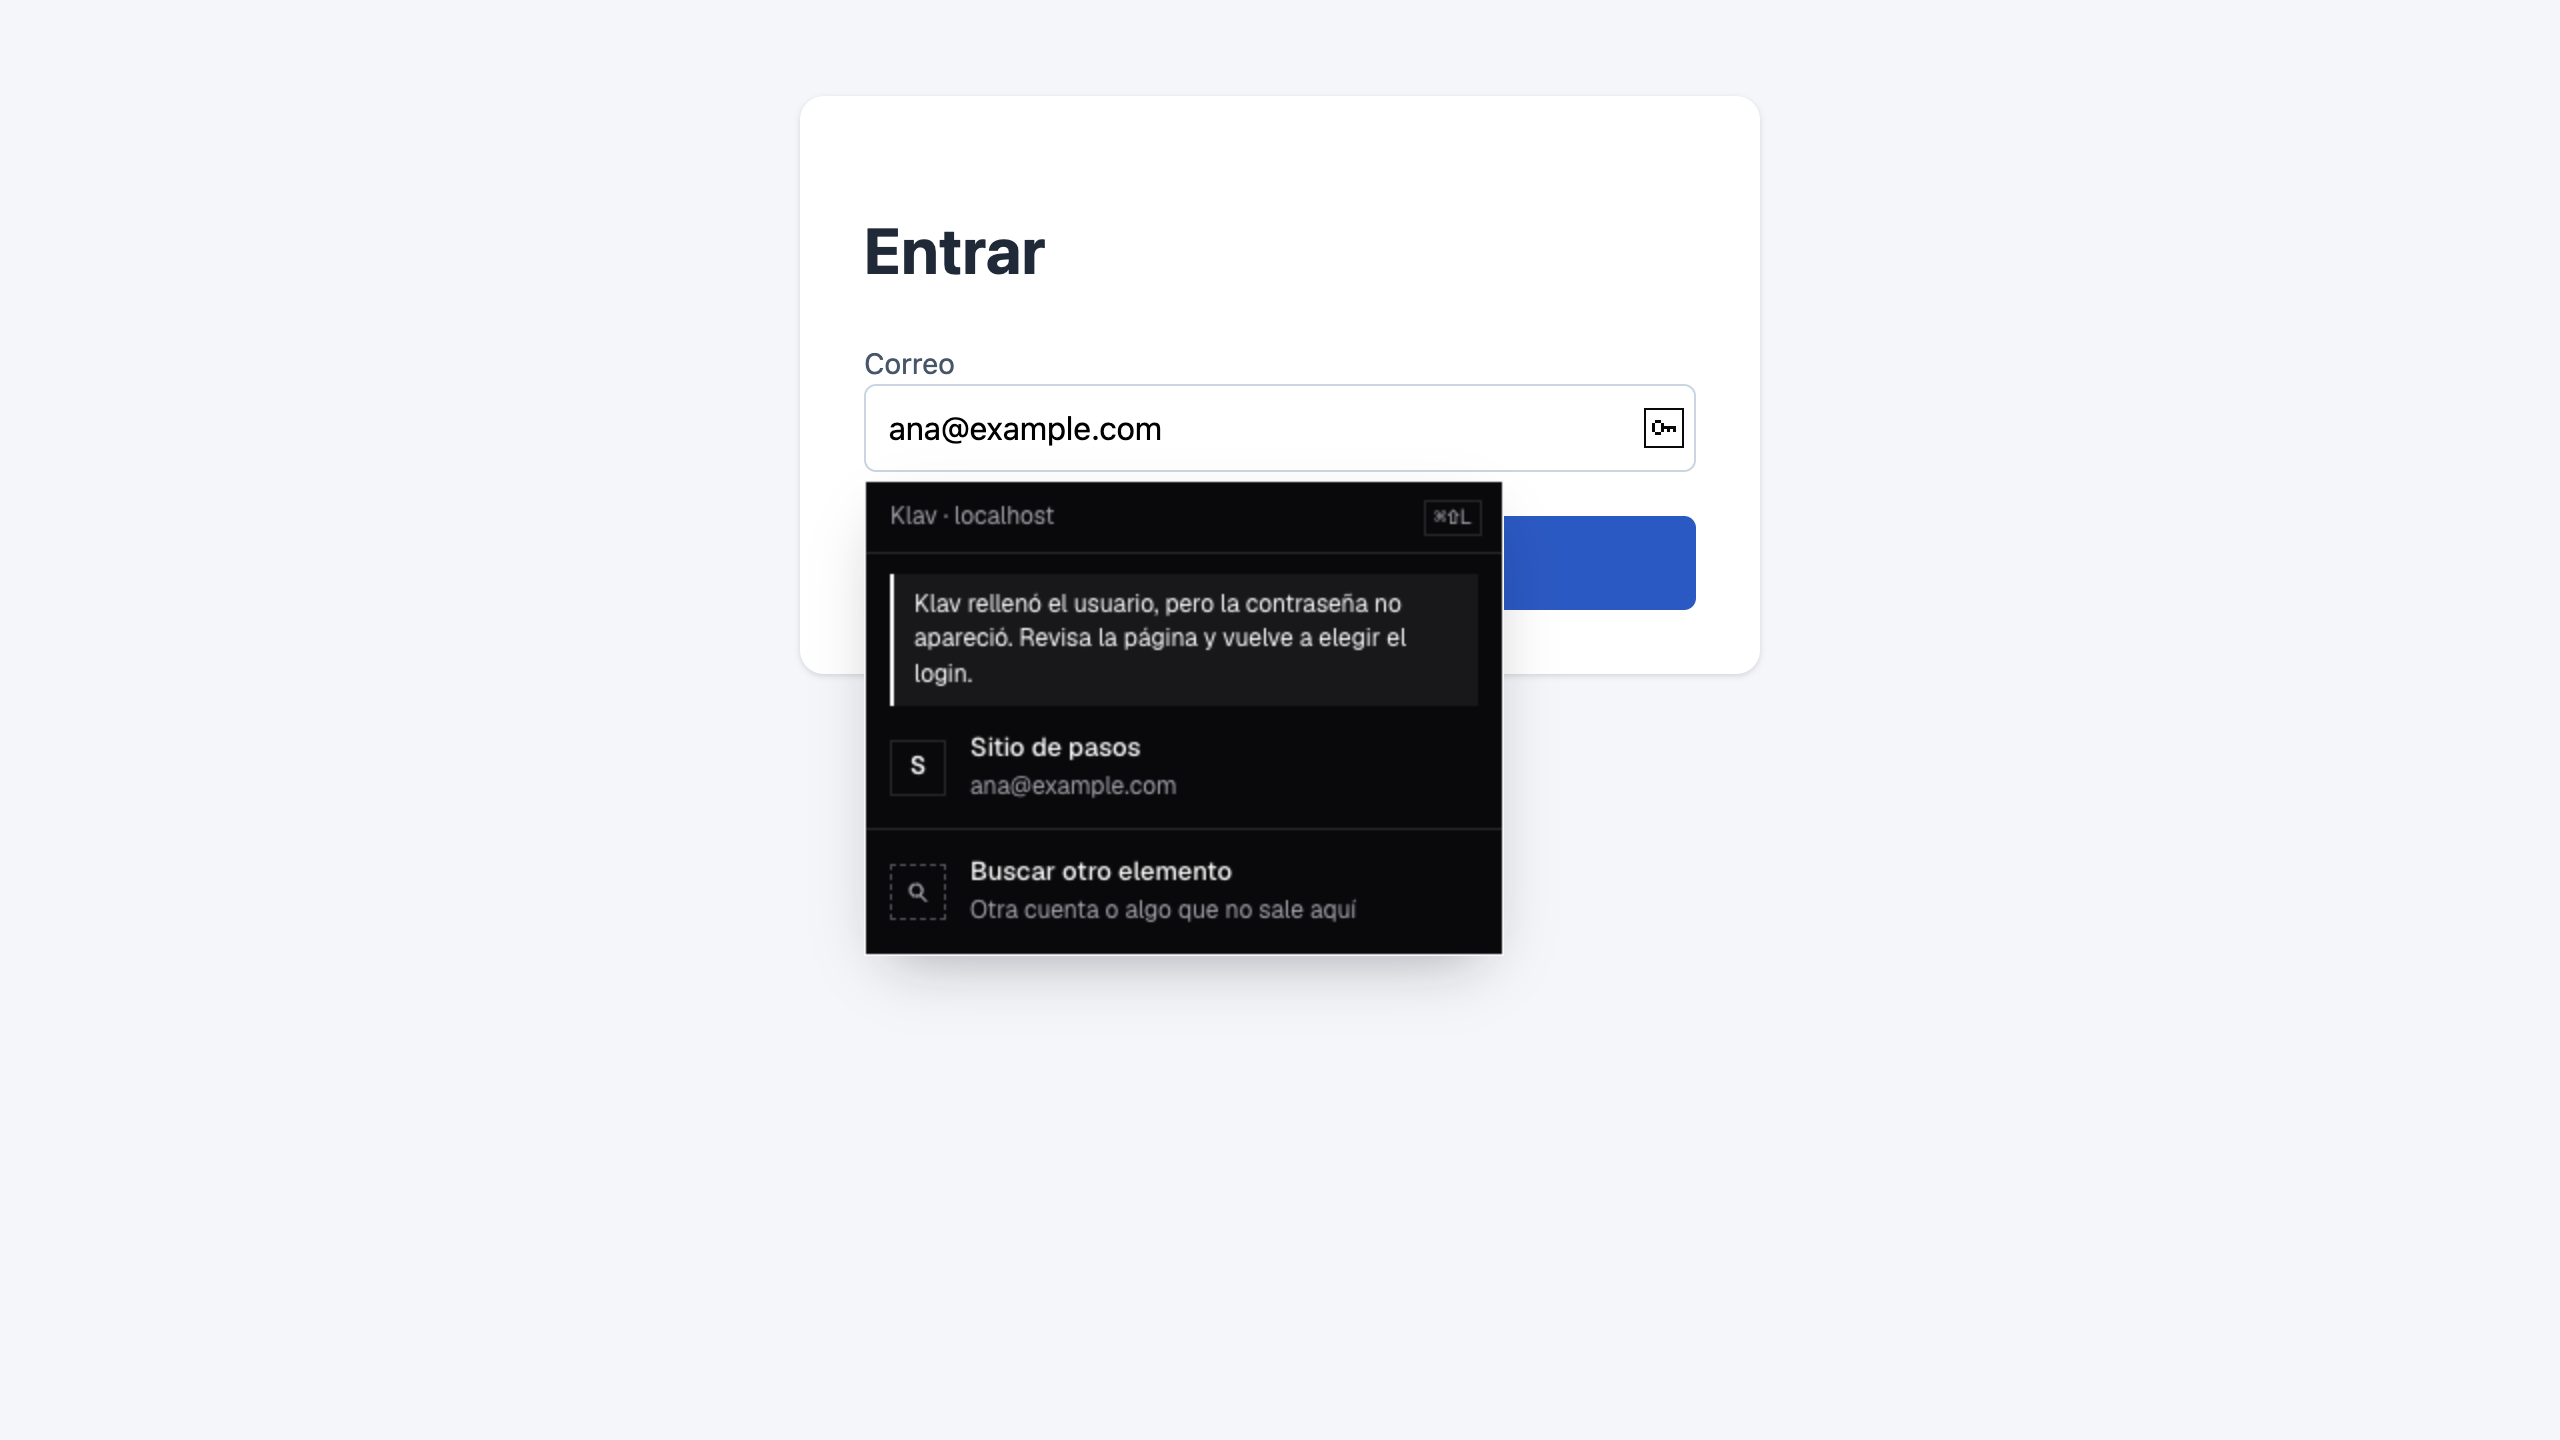 Entrar
Correo
ana@example.com
Klav · localhost
⌘⇧L
Klav rellenó el usuario, pero la contraseña no
apareció. Revisa la página y vuelve a elegir el
login.
S
Sitio de pasos
ana@example.com
Buscar otro elemento
Otra cuenta o algo que no sale aquí